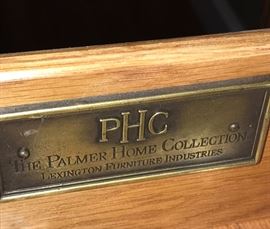 PHC
THE PALMER HOME COLLECTION
LEXINGTON FURNITURE INDUSTRIES